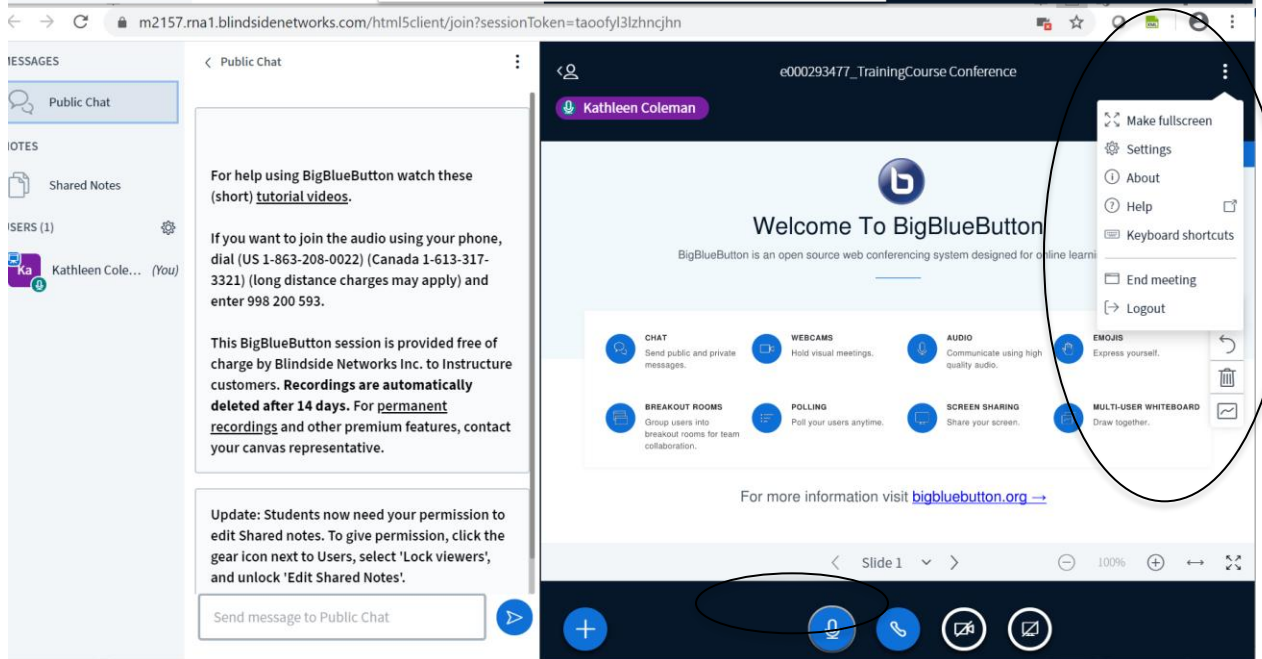 m2157.rna1.blindsidenetworks.com/html5client/join?sessionToken=taoofyl3lzhncjhn
MESSAGES
Public Chat
NOTES
Shared Notes
USERS (1)
Ka
Kathleen Cole... (You)
Public Chat
For help using BigBlueButton watch these
(short) tutorial videos.
If you want to join the audio using your phone,
dial (US 1-863-208-0022) (Canada 1-613-317-
3321) (long distance charges may apply) and
enter 998 200 593.
This BigBlueButton session is provided free of
charge by Blindside Networks Inc. to Instructure
customers. Recordings are automatically
deleted after 14 days. For permanent
recordings and other premium features, contact
your canvas representative.
Update: Students now need your permission to
edit Shared notes. To give permission, click the
gear icon next to Users, select 'Lock viewers',
and unlock 'Edit Shared Notes'.
Send message to Public Chat
e000293477_TrainingCourse Conference
Kathleen Coleman
Make fullscreen
Settings
About
Help
Keyboard shortcuts
End meeting
Logout
b
Welcome To BigBlueButton
BigBlueButton is an open source web conferencing system designed for online learni
CHAT
Send public and private
messages.
WEBCAMS
Hold visual meetings.
AUDIO
Communicate using high
quality audio.
EMOJIS
Express yourself.
BREAKOUT ROOMS
Group users into
breakout rooms for team
collaboration.
POLLING
Poll your users anytime.
SCREEN SHARING
Share your screen.
MULTI-USER WHITEBOARD
Draw together.
For more information visit bigbluebutton.org →
Slide 1
100%